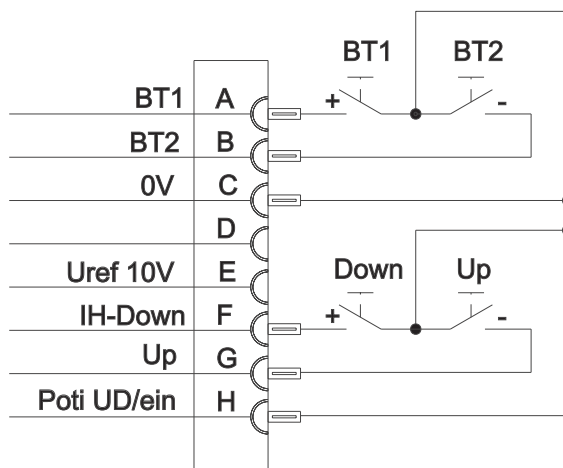 BT1 BT2
BT1 A + -
BT2 B
0V C
D
Uref 10V E Down Up
IH-Down F + -
Up G
Poti UD/ein H